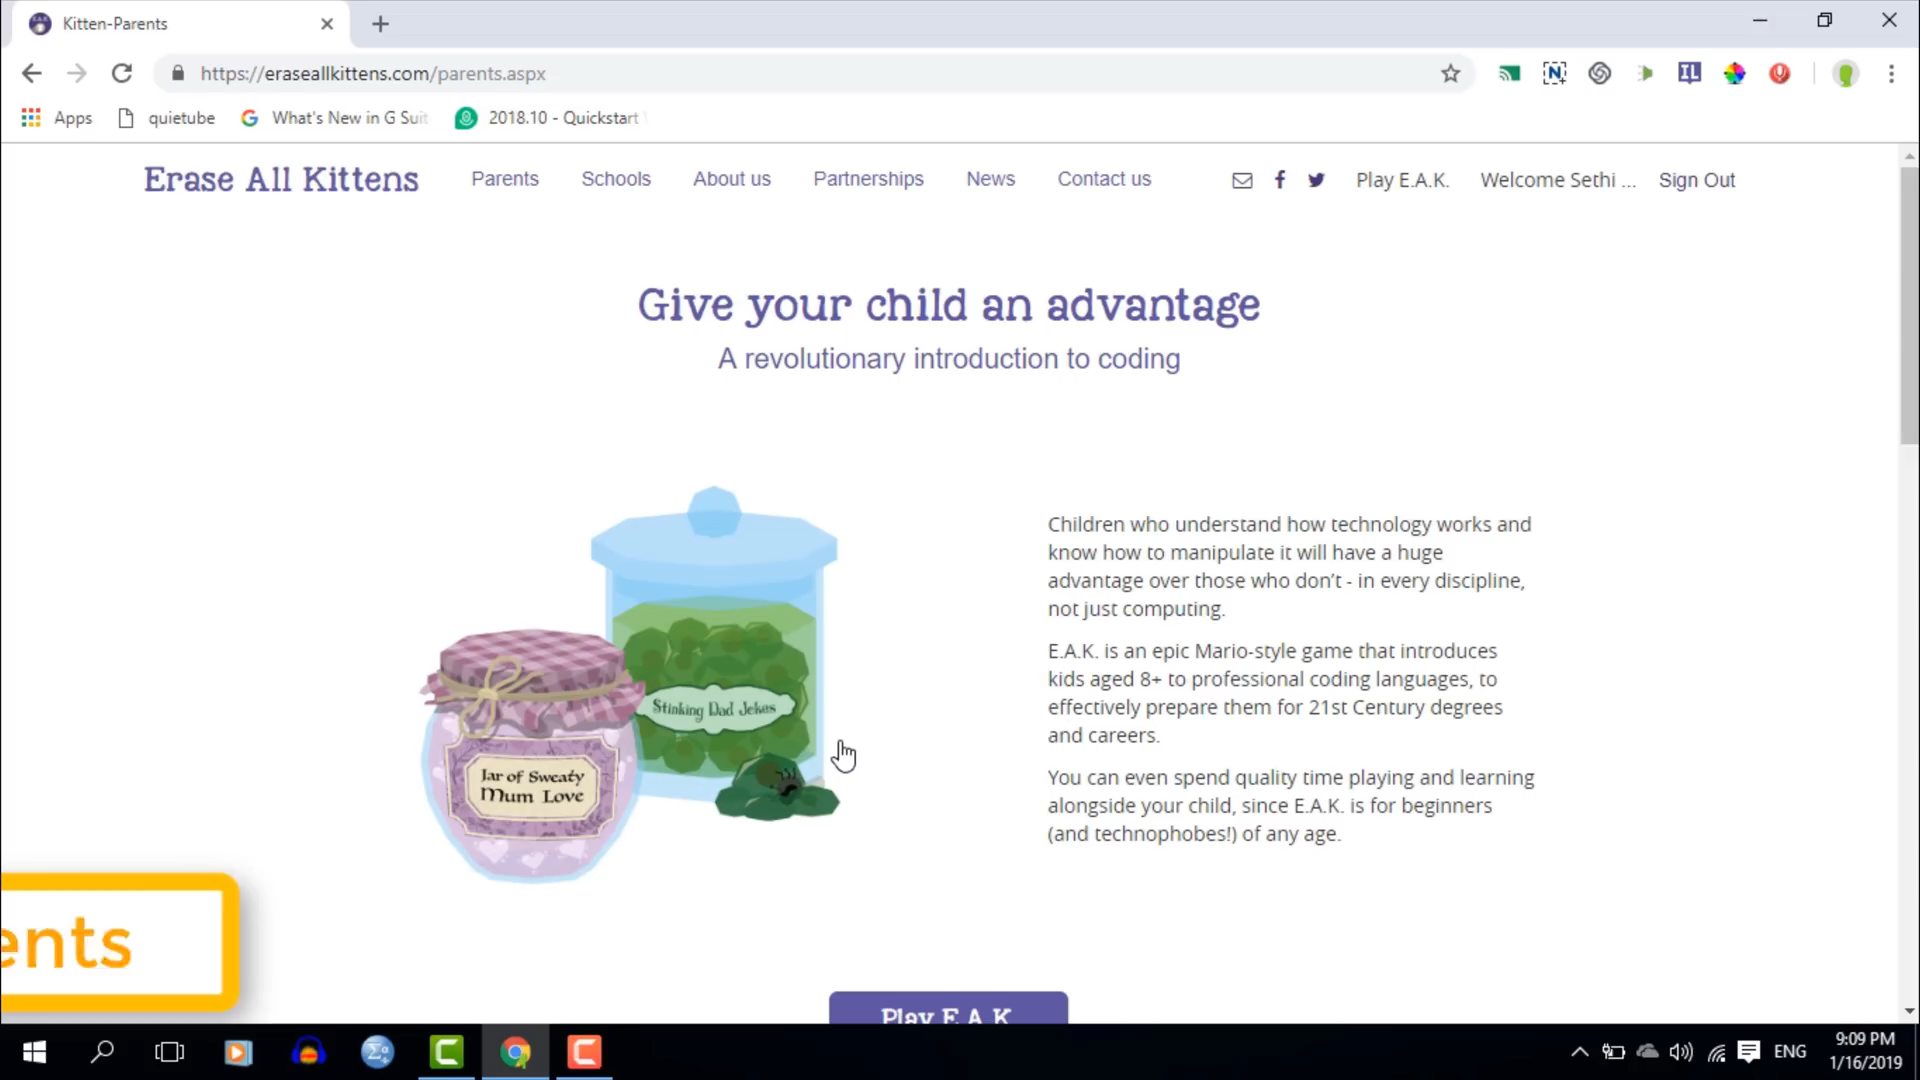 Kitten-Parents
https://eraseallkittens.com/parents.aspx
Apps quietube What's New in G Suit 2018.10 - Quickstart
Erase All Kittens Parents Schools About us Partnerships News Contact us Play E.A.K. Welcome Sethi ... Sign Out
Give your child an advantage
A revolutionary introduction to coding
Children who understand how technology works and
know how to manipulate it will have a huge
advantage over those who don't - in every discipline,
not just computing.
E.A.K. is an epic Mario-style game that introduces
kids aged 8+ to professional coding languages, to
effectively prepare them for 21st Century degrees
and careers.
You can even spend quality time playing and learning
alongside your child, since E.A.K. is for beginners
(and technophobes!) of any age.
Stinking Dad Jokes
Jar of Sweaty
Mum Love
ents
Play E.A.K.
ENG
9:09 PM
1/16/2019